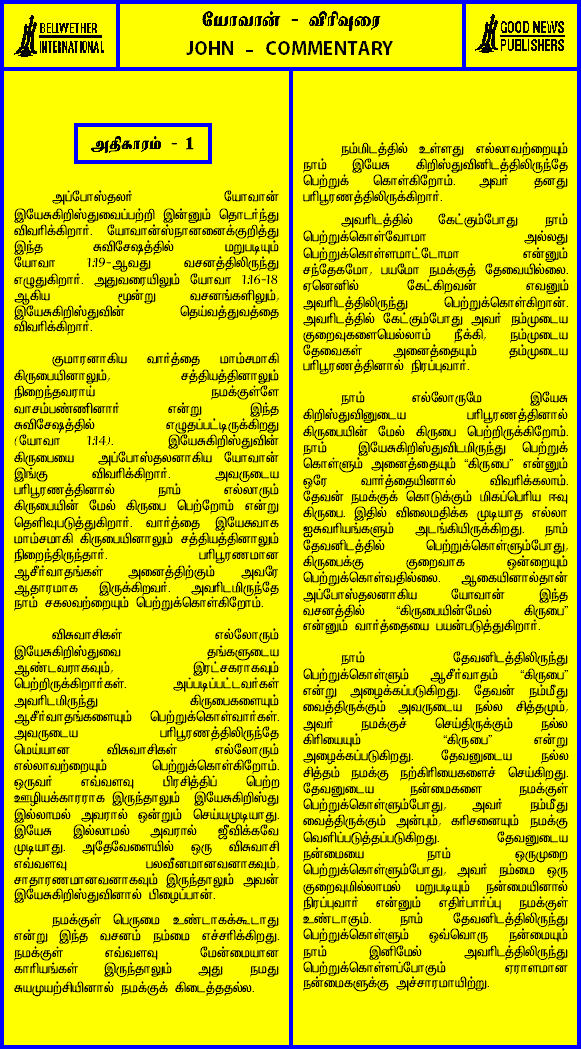 BELIWETHER
INTERNATIONAL
யோவான் - விரிவுரை
JOHN - COMMENTARY
GOOD NEWS
PUBLISHERS
அதிகாரம் - 1
அப்போஸ்தலர் யோவான்
இயேசுகிறிஸ்துவைப்பற்றி இன்னும் தொடர்ந்து
விவரிக்கிறார். யோவான்ஸ்நானனைக்குறித்து
இந்த சுவிசேஷத்தில் மறுபடியும்
யோவா 1:19-ஆவது வசனத்திலிருந்து
எழுதுகிறார். அதுவரையிலும் யோவா 1:16-18
ஆகிய மூன்று வசனங்களிலும்,
இயேசுகிறிஸ்துவின் தெய்வத்துவத்தை
விவரிக்கிறார்.
குமாரனாகிய வார்த்தை மாம்சமாகி
கிருபையினாலும், சத்தியத்தினாலும்
நிறைந்தவராய் நமக்குள்ளே
வாசம்பண்ணினார் என்று இந்த
சுவிசேஷத்தில் எழுதப்பட்டிருக்கிறது
(யோவா 1:14). இயேசுகிறிஸ்துவின்
கிருபையை அப்போஸ்தலனாகிய யோவான்
இங்கு விவரிக்கிறார். அவருடைய
பரிபூரணத்தினால் நாம் எல்லாரும்
கிருபையின் மேல் கிருபை பெற்றோம் என்று
தெளிவுபடுத்துகிறார். வார்த்தை இயேசுவாக
மாம்சமாகி கிருபையினாலும் சத்தியத்தினாலும்
நிறைந்திருந்தார். பரிபூரணமான
ஆசீர்வாதங்கள் அனைத்திற்கும் அவரே
ஆதாரமாக இருக்கிறவர். அவரிடமிருந்தே
நாம் சகலவற்றையும் பெற்றுக்கொள்கிறோம்.
விசுவாசிகள் எல்லோரும்
இயேசுகிறிஸ்துவை தங்களுடைய
ஆண்டவராகவும், இரட்சகராகவும்
பெற்றிருக்கிறார்கள். அப்படிப்பட்டவர்கள்
அவரிடமிருந்து கிருபைகளையும்
ஆசீர்வாதங்களையும் பெற்றுக்கொள்வார்கள்.
அவருடைய பரிபூரணத்திலிருந்தே
மெய்யான விசுவாசிகள் எல்லோரும்
எல்லாவற்றையும் பெற்றுக்கொள்கிறோம்.
ஒருவர் எவ்வளவு பிரசித்திப் பெற்ற
ஊழியக்காரராக இருந்தாலும் இயேசுகிறிஸ்து
இல்லாமல் அவரால் ஒன்றும் செய்யமுடியாது.
இயேசு இல்லாமல் அவரால் ஜீவிக்கவே
முடியாது. அதேவேளையில் ஒரு விசுவாசி
எவ்வளவு பலவீனமானவனாகவும்,
சாதாரணமானவனாகவும் இருந்தாலும் அவன்
இயேசுகிறிஸ்துவினால் பிழைப்பான்.
நமக்குள் பெருமை உண்டாகக்கூடாது
என்று இந்த வசனம் நம்மை எச்சரிக்கிறது.
நமக்குள் எவ்வளவு மேன்மையான
காரியங்கள் இருந்தாலும் அது நமது
சுயமுயற்சியினால் நமக்குக் கிடைத்ததல்ல.
நம்மிடத்தில் உள்ளது எல்லாவற்றையும்
நாம் இயேசு கிறிஸ்துவினிடத்திலிருந்தே
பெற்றுக் கொள்கிறோம். அவர் தனது
பரிபூரணத்திலிருக்கிறார்.
அவரிடத்தில் கேட்கும்போது நாம்
பெற்றுக்கொள்வோமா அல்லது
பெற்றுக்கொள்ளமாட்டோமா என்னும்
சந்தேகமோ, பயமோ நமக்குத் தேவையில்லை.
ஏனெனில் கேட்கிறவன் எவனும்
அவரிடத்திலிருந்து பெற்றுக்கொள்கிறான்.
அவரிடத்தில் கேட்கும்போது அவர் நம்முடைய
குறைவுகளையெல்லாம் நீக்கி, நம்முடைய
தேவைகள் அனைத்தையும் தம்முடைய
பரிபூரணத்தினால் நிரப்புவார்.
நாம் எல்லோருமே இயேசு
கிறிஸ்துவினுடைய பரிபூரணத்தினால்
கிருபையின் மேல் கிருபை பெற்றிருக்கிறோம்.
நாம் இயேசுகிறிஸ்துவிடமிருந்து பெற்றுக்
கொள்ளும் அனைத்தையும் “கிருபை” என்னும்
ஒரே வார்த்தையினால் விவரிக்கலாம்.
தேவன் நமக்குக் கொடுக்கும் மிகப்பெரிய ஈவு
கிருபை. இதில் விலைமதிக்க முடியாத எல்லா
ஐசுவரியங்களும் அடங்கியிருக்கிறது. நாம்
தேவனிடத்தில் பெற்றுக்கொள்ளும்போது,
கிருபைக்கு குறைவாக ஒன்றையும்
பெற்றுக்கொள்வதில்லை. ஆகையினால்தான்
அப்போஸ்தலனாகிய யோவான் இந்த
வசனத்தில் “கிருபையின்மேல் கிருபை”
என்னும் வார்த்தையை பயன்படுத்துகிறார்.
நாம் தேவனிடத்திலிருந்து
பெற்றுக்கொள்ளும் ஆசீர்வாதம் “கிருபை”
என்று அழைக்கப்படுகிறது. தேவன் நம்மீது
வைத்திருக்கும் அவருடைய நல்ல சித்தமும்,
அவர் நமக்குச் செய்திருக்கும் நல்ல
கிரியையும் “கிருபை” என்று
அழைக்கப்படுகிறது. தேவனுடைய நல்ல
சித்தம் நமக்கு நற்கிரியைகளைச் செய்கிறது.
தேவனுடைய நன்மைகளை நமக்குள்
பெற்றுக்கொள்ளும்போது, அவர் நம்மீது
வைத்திருக்கும் அன்பும், கரிசனையும் நமக்கு
வெளிப்படுத்தப்படுகிறது. தேவனுடைய
நன்மையை நாம் ஒருமுறை
பெற்றுக்கொள்ளும்போது, அவர் நம்மை ஒரு
குறைவுமில்லாமல் மறுபடியும் நன்மையினால்
நிரப்புவார் என்னும் எதிர்பார்ப்பு நமக்குள்
உண்டாகும். நாம் தேவனிடத்திலிருந்து
பெற்றுக்கொள்ளும் ஒவ்வொரு நன்மையும்
நாம் இனிமேல் அவரிடத்திலிருந்து
பெற்றுக்கொள்ளப்போகும் ஏராளமான
நன்மைகளுக்கு அச்சாரமாயிற்று.